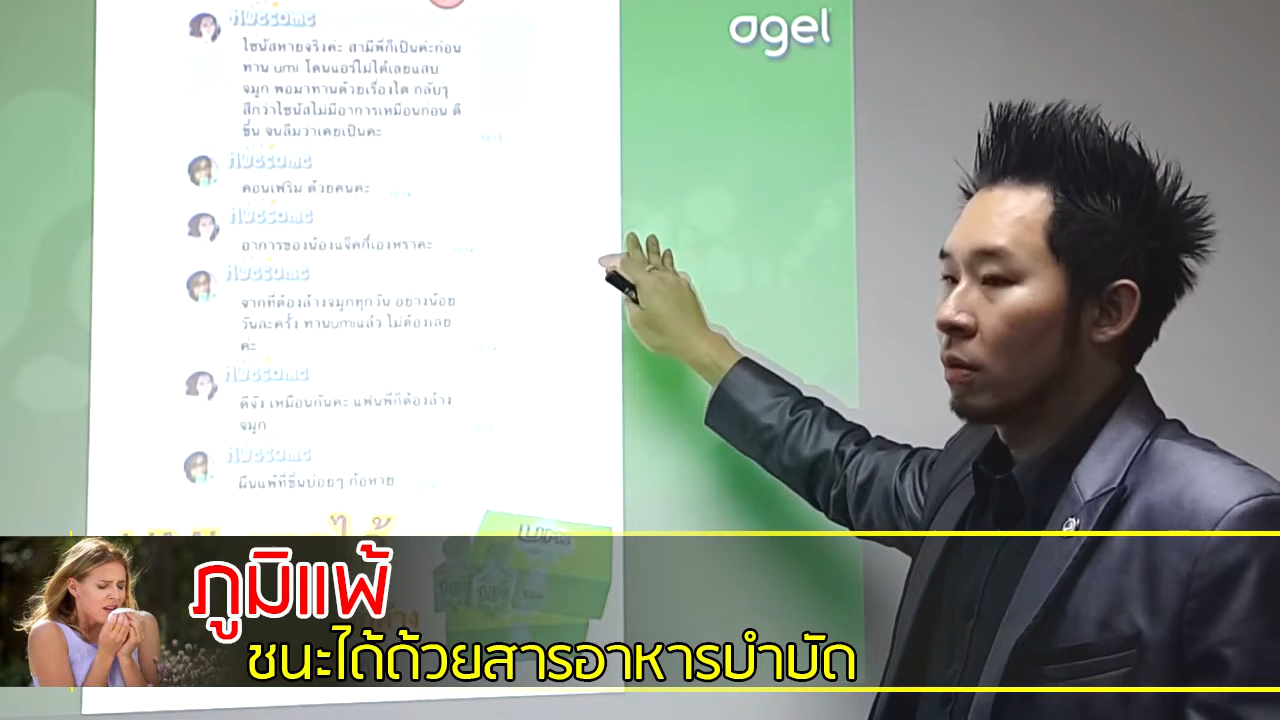 Awesome
ไซนัสหายจริงค่ะ สามีพี่ก็เป็นค่ะก่อน
ทาน umi โดนแอร์ไม่ได้เลยแสบ
จมูก พอมาทานด้วยเรื่องไต กลับรู้
สึกว่าไซนัสไม่มีอาการเหมือนก่อน ดี
ขึ้น จนลืมว่าเคยเป็นคะ
Awesome
คอนเฟริม ด้วยคนคะ
Awesome
อาการของน้องแจ็คกี้เองหราคะ
Awesome
จากที่ต้องล้างจมูกทุกวัน อยางน้อย
วันละครั้ง ทานumiแล้ว ไม่ต้องเลย
คะ
Awesome
ดีจัง เหมือนกันคะ แฟนพี่ก็ต้องล้าง
จมูก
Awesome
ผื่นแพ้ที่ขึ้นบ่อยๆ ก้อหาย
agel
UMI
ภูมิแพ้
ชนะได้ด้วยสารอาหารบำบัด